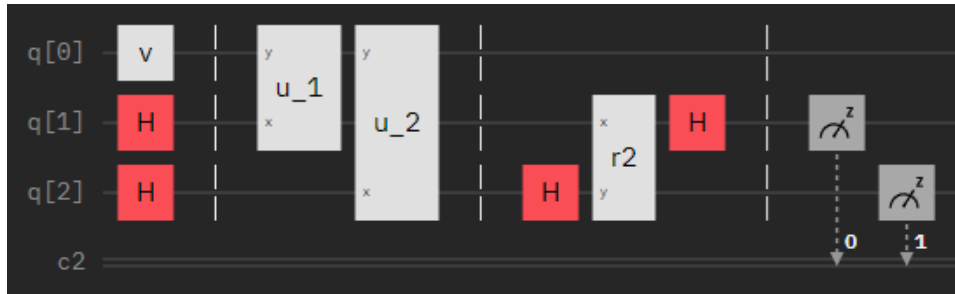 q[0] v y y
u_1
q[1] H x u_2 x H
r2
q[2] H x H y
z
z
0 1
c2